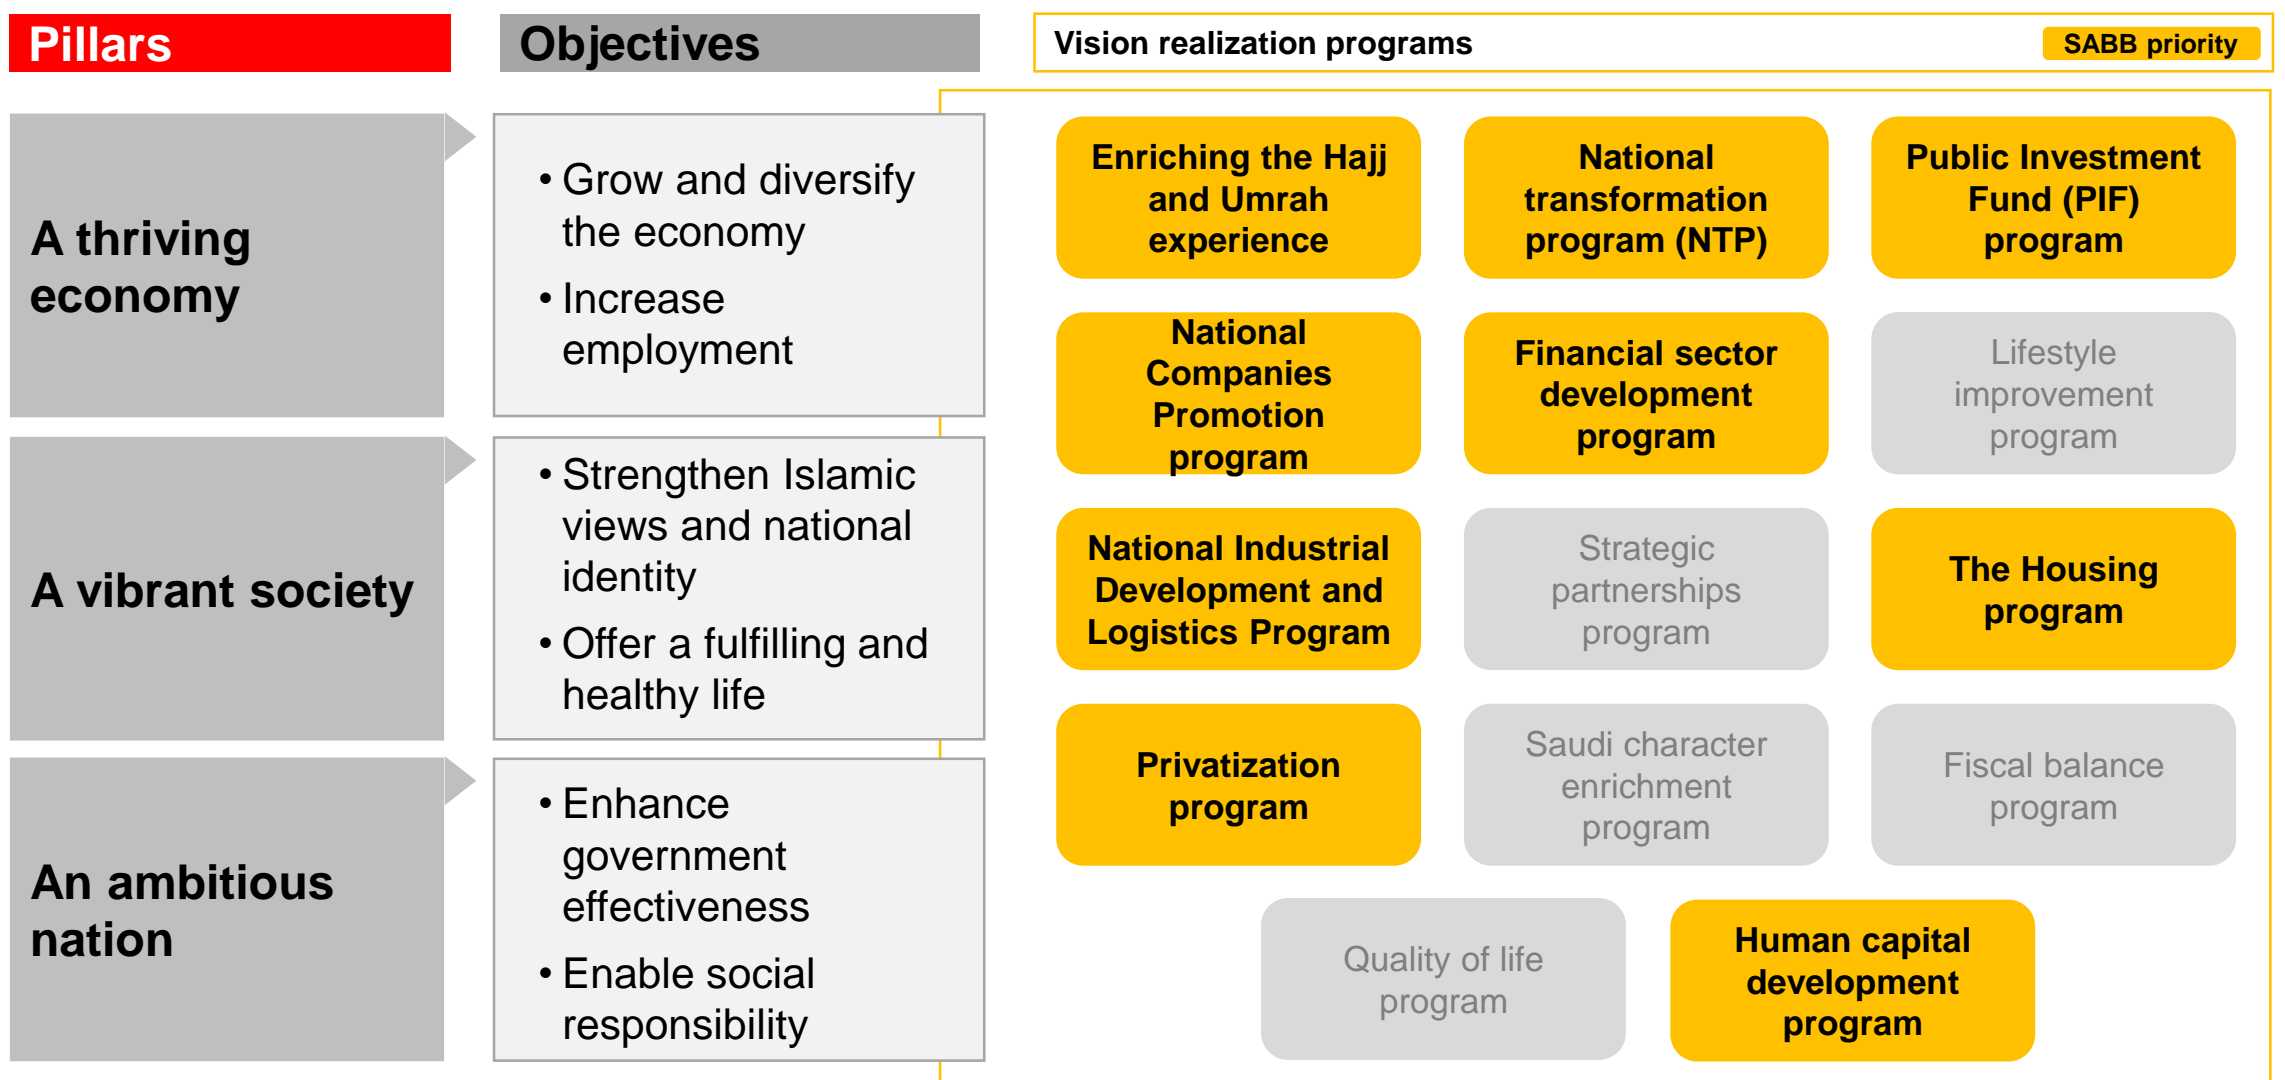 Pillars
Objectives
Vision realization programs
SABB priority
A thriving
economy
• Grow and diversify
the economy
• Increase
employment
A vibrant society
• Strengthen Islamic
views and national
identity
• Offer a fulfilling and
healthy life
An ambitious
nation
• Enhance
government
effectiveness
• Enable social
responsibility
Enriching the Hajj
and Umrah
experience
National
transformation
program (NTP)
Public Investment
Fund (PIF)
program
National
Companies
Promotion
program
Financial sector
development
program
Lifestyle
improvement
program
National Industrial
Development and
Logistics Program
Strategic
partnerships
program
The Housing
program
Privatization
program
Saudi character
enrichment
program
Fiscal balance
program
Quality of life
program
Human capital
development
program